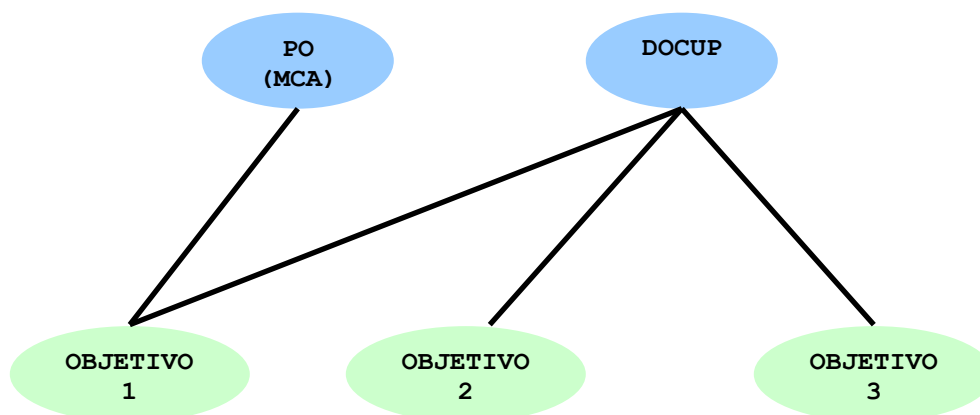 PO
(MCA)
DOCUP
OBJETIVO
1
OBJETIVO
2
OBJETIVO
3